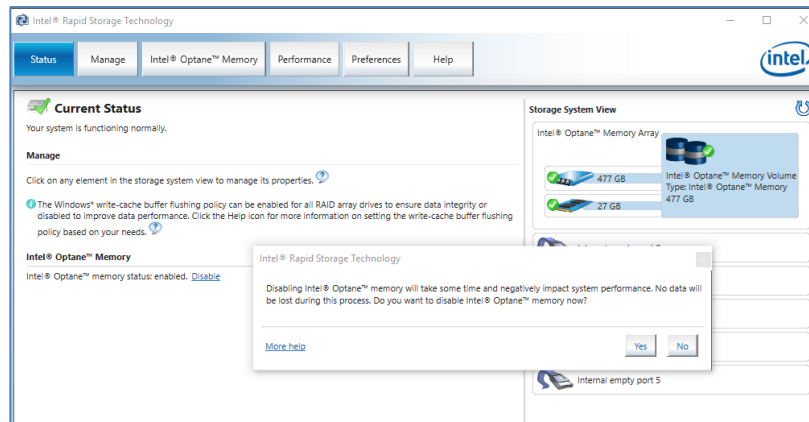 Intel® Rapid Storage Technology
Status
Manage
Intel® Optane™ Memory
Performance
Preferences
Help
intel
Current Status
Your system is functioning normally.
Manage
Click on any element in the storage system view to manage its properties.
The Windows* write-cache buffer flushing policy can be enabled for all RAID array drives to ensure data integrity or
disabled to improve data performance. Click the Help icon for more information on setting the write-cache buffer flushing
policy based on your needs.
Intel® Optane™ Memory
Intel® Optane™ memory status: enabled. Disable
Storage System View
Intel® Optane™ Memory Array
477 GB
27 GB
Intel® Optane™ Memory Volume
Type: Intel® Optane™ Memory
477 GB
Intel® Rapid Storage Technology
Disabling Intel® Optane™ memory will take some time and negatively impact system performance. No data will
be lost during this process. Do you want to disable Intel® Optane™ memory now?
More help
Yes
No
Internal empty port 5